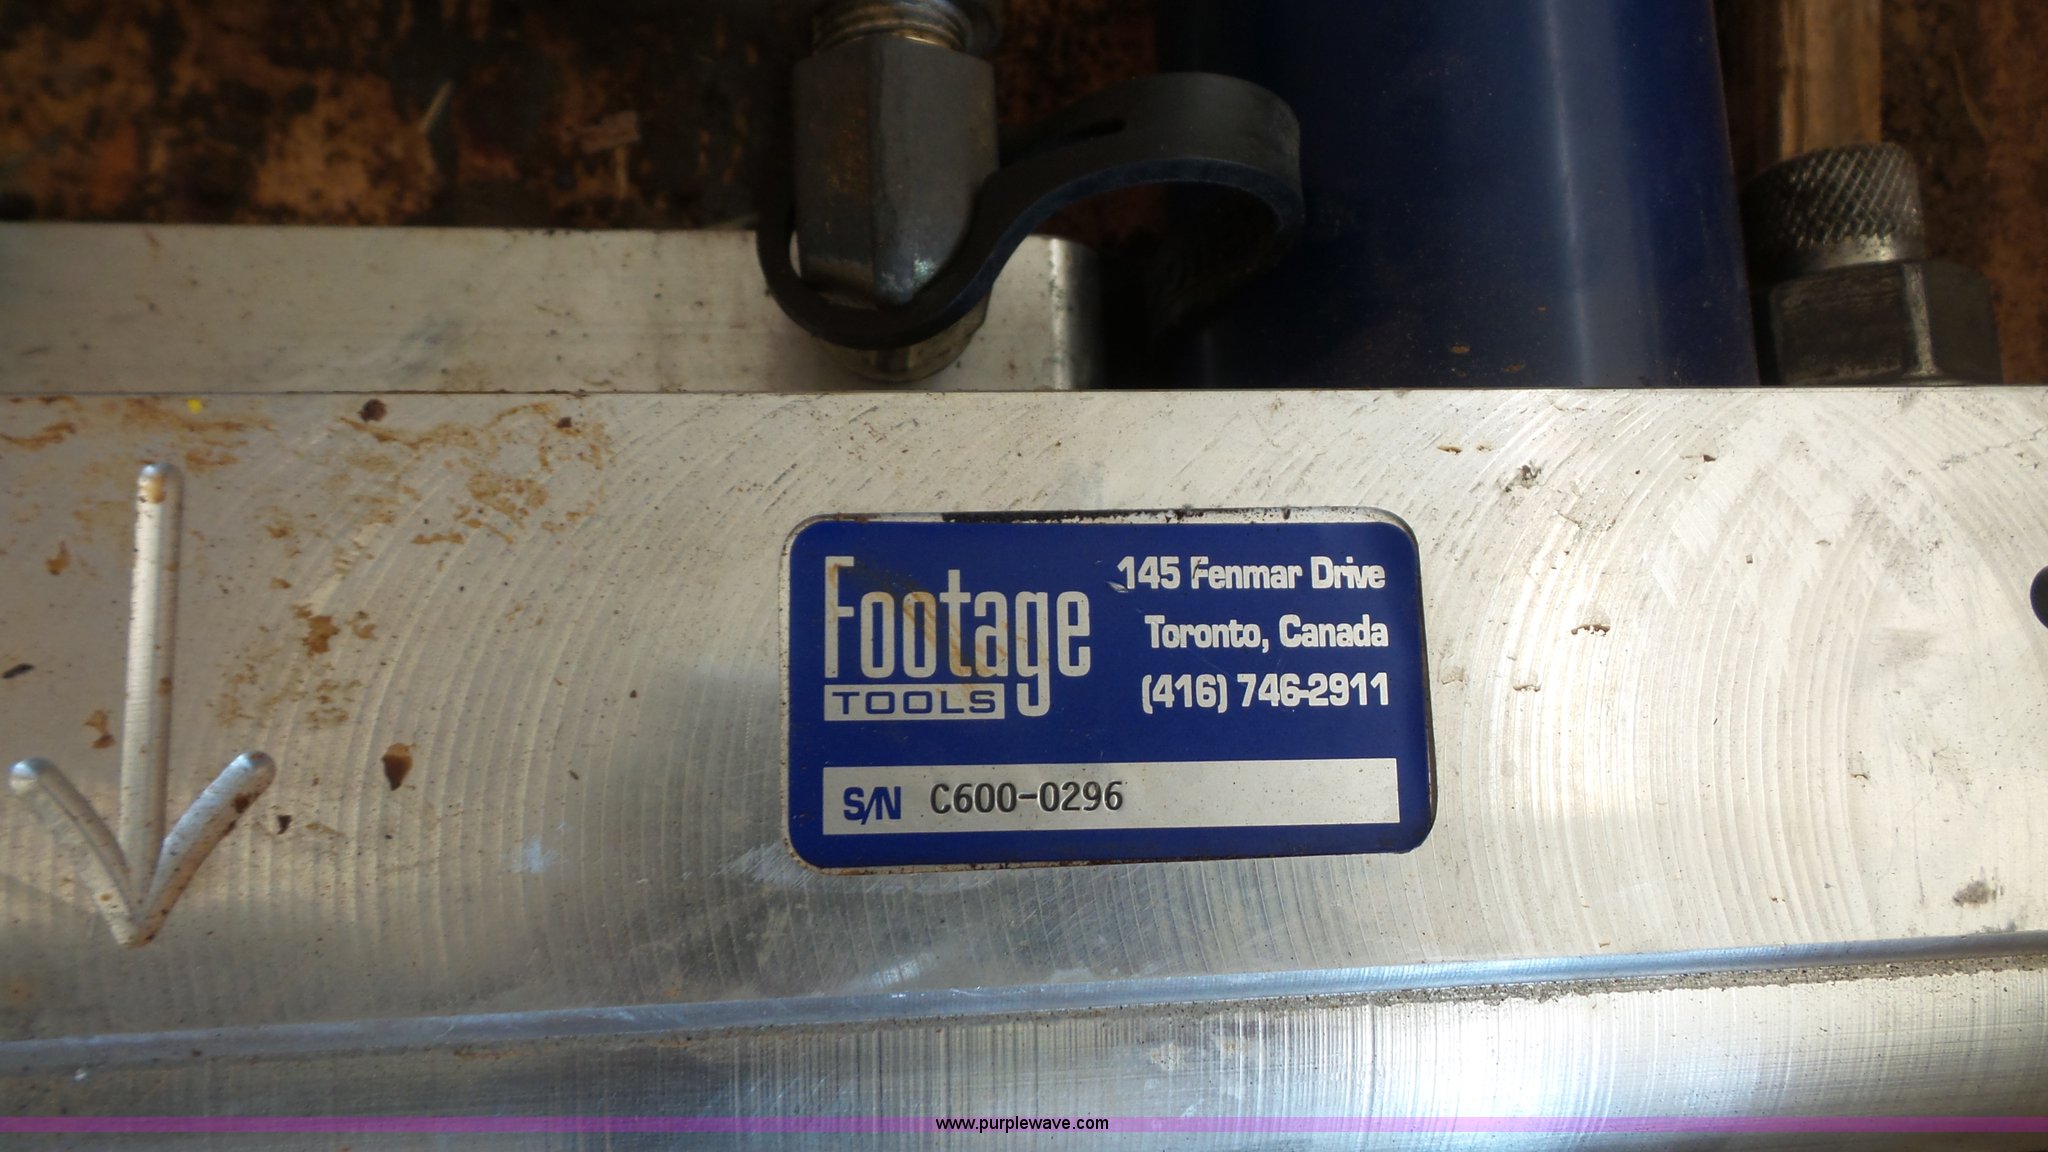 Footage
TOOLS
145 Fenmar Drive
Toronto, Canada
(416) 746-2911
S/N C600-0296
www.purplewave.com